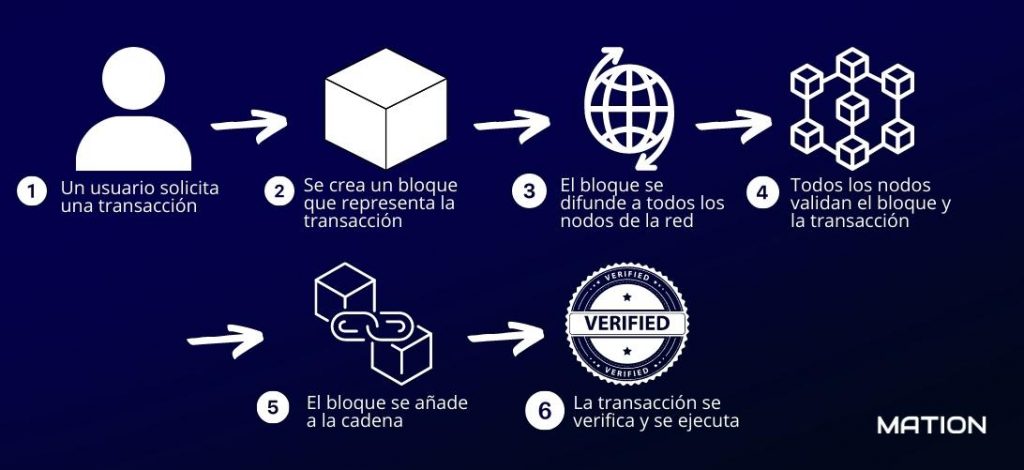 1 Un usuario solicita
una transacción
2 Se crea un bloque
que representa la
transacción
3 El bloque se
difunde a todos los
nodos de la red
4 Todos los nodos
validan el bloque y
la transacción
5 El bloque se añade
a la cadena
VERIFIED
VERIFIED
VERIFIED
6 La transacción se
verifica y se ejecuta
MATION